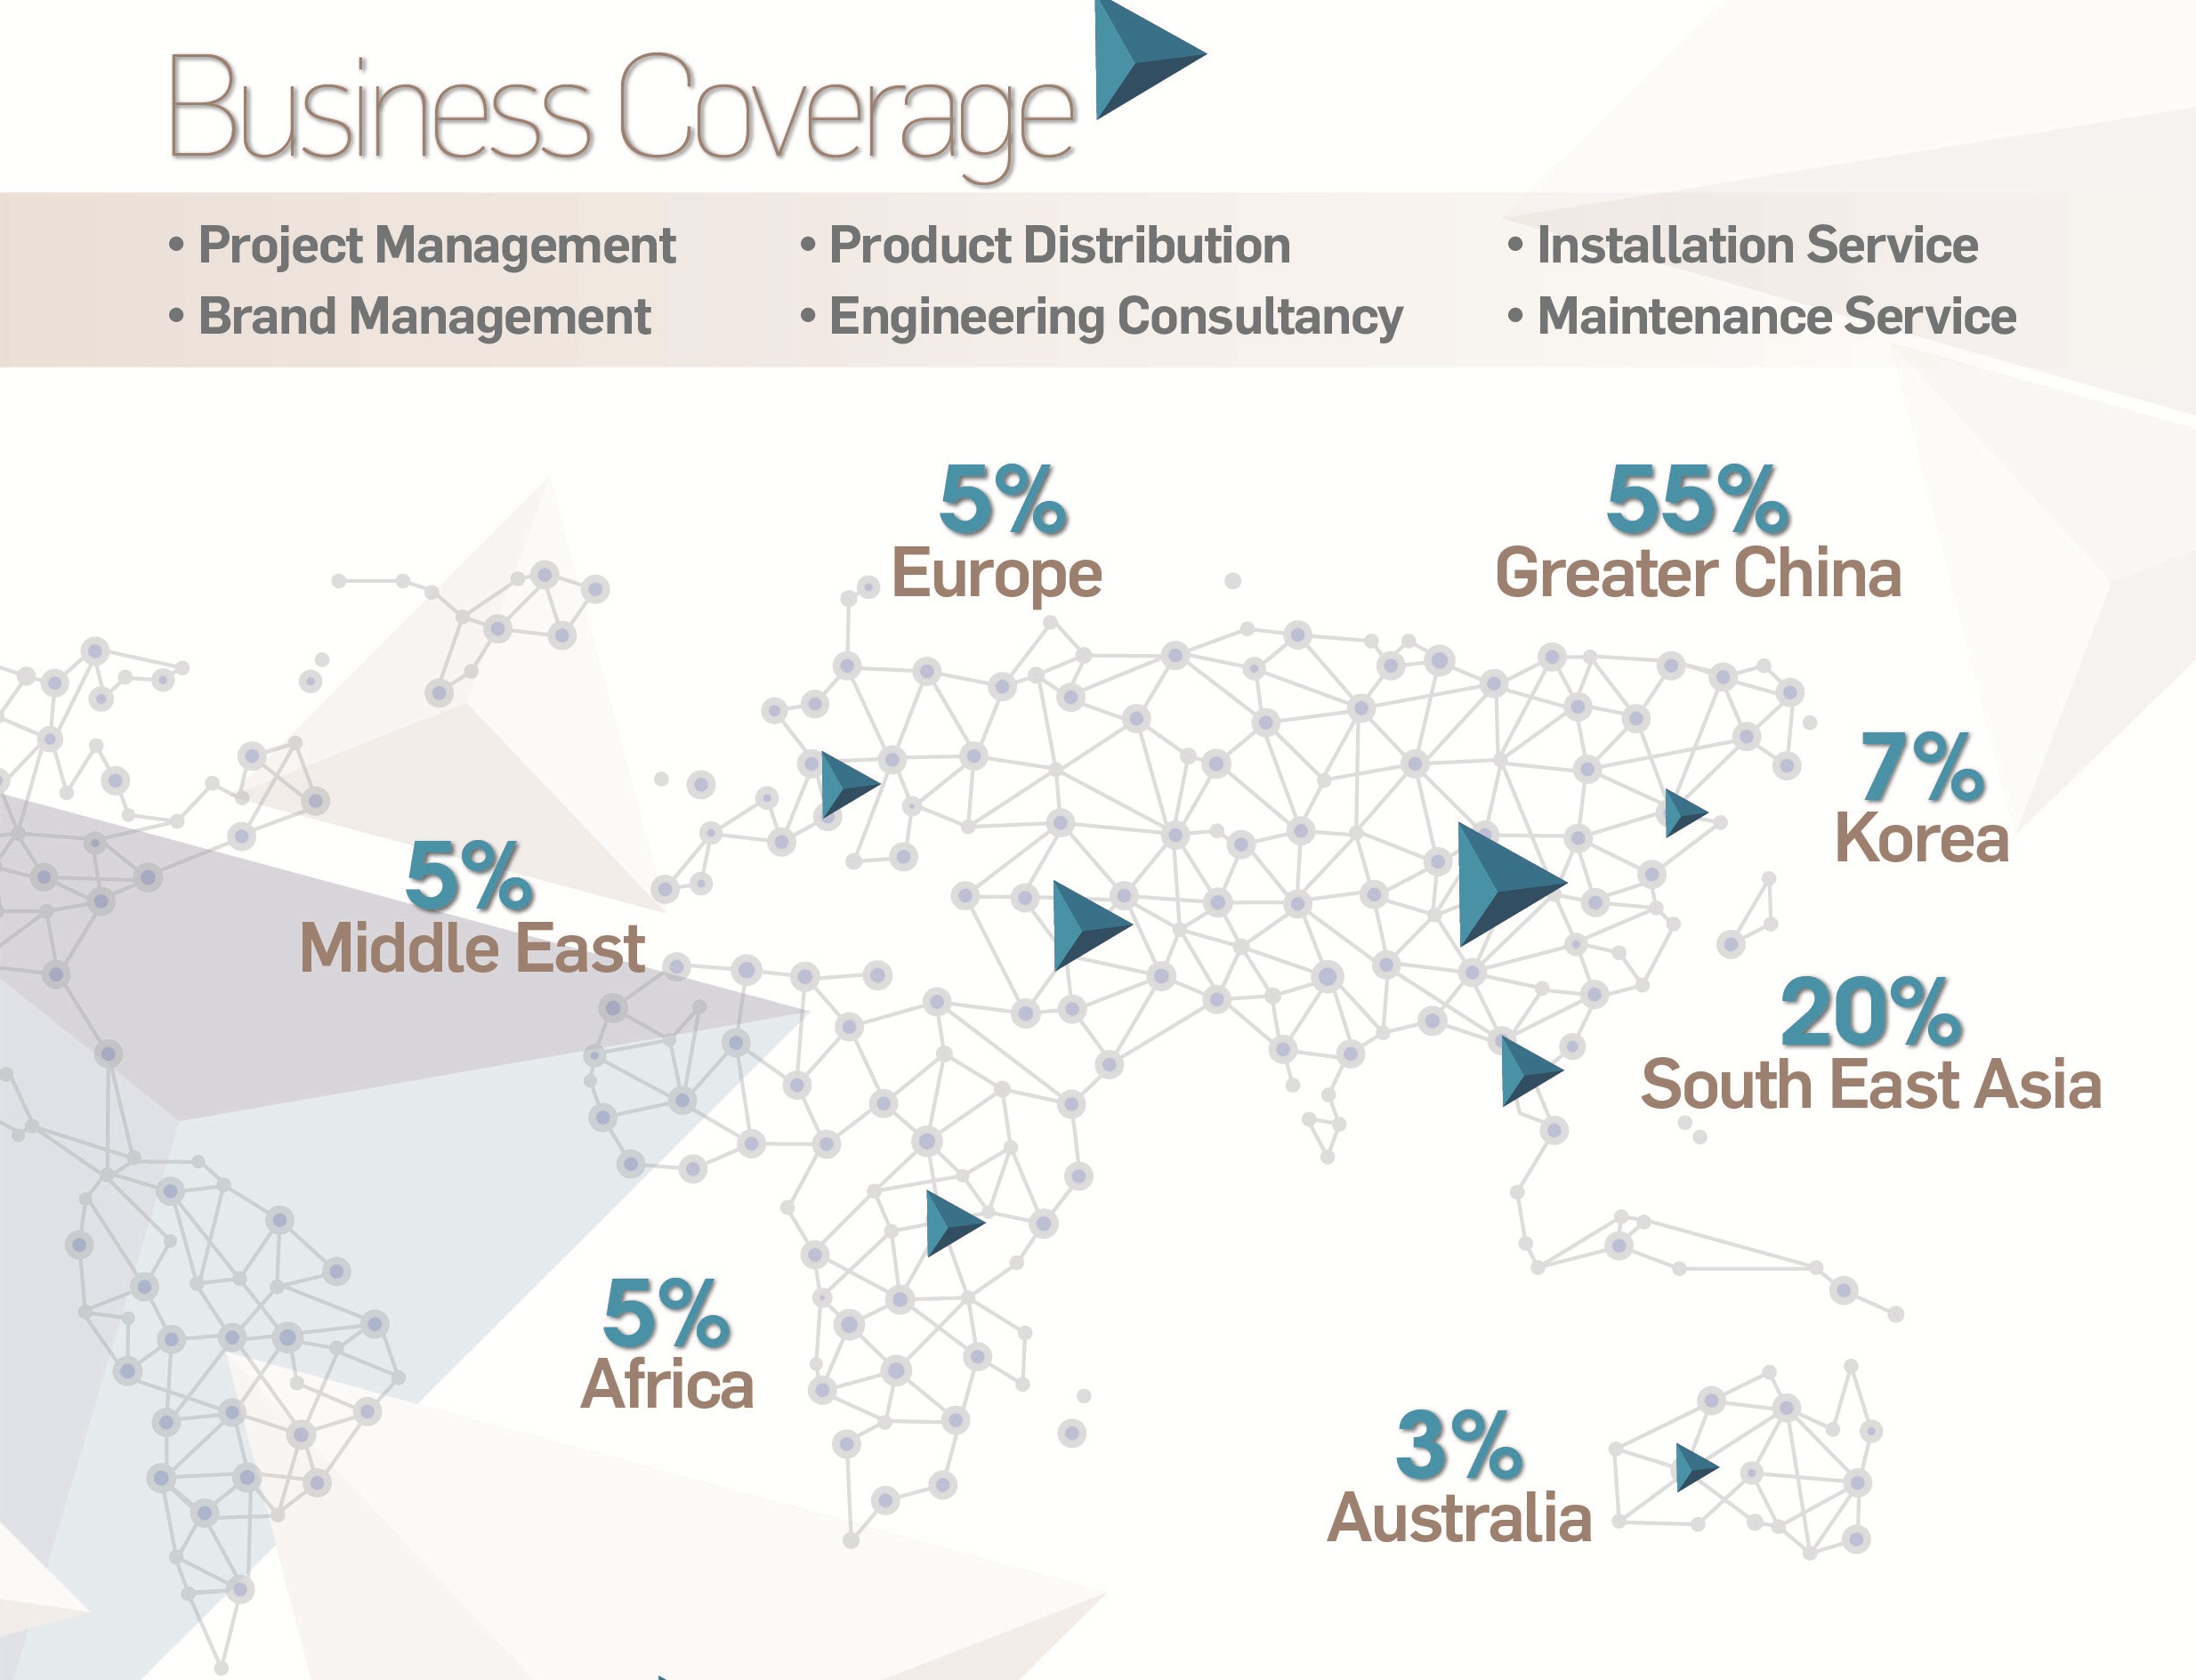 Business Coverage
• Project Management
• Brand Management
• Product Distribution
• Engineering Consultancy
• Installation Service
• Maintenance Service
5%
Europe
55%
Greater China
7%
Korea
5%
Middle East
20%
South East Asia
5%
Africa
3%
Australia